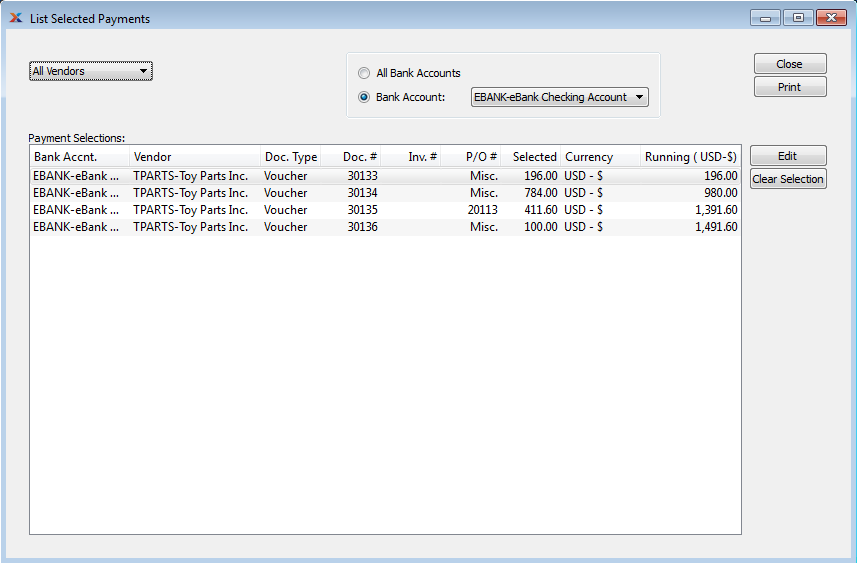 List Selected Payments
All Vendors
All Bank Accounts
Bank Account: EBANK-eBank Checking Account
Close
Print
Payment Selections:
Bank Accnt. Vendor Doc. Type Doc. # Inv. # P/O # Selected Currency Running ( USD-$)
EBANK-eBank ... TPARTS-Toy Parts Inc. Voucher 30133 Misc. 196.00 USD - $ 196.00
EBANK-eBank ... TPARTS-Toy Parts Inc. Voucher 30134 Misc. 784.00 USD - $ 980.00
EBANK-eBank ... TPARTS-Toy Parts Inc. Voucher 30135 20113 411.60 USD - $ 1,391.60
EBANK-eBank ... TPARTS-Toy Parts Inc. Voucher 30136 Misc. 100.00 USD - $ 1,491.60
Edit
Clear Selection